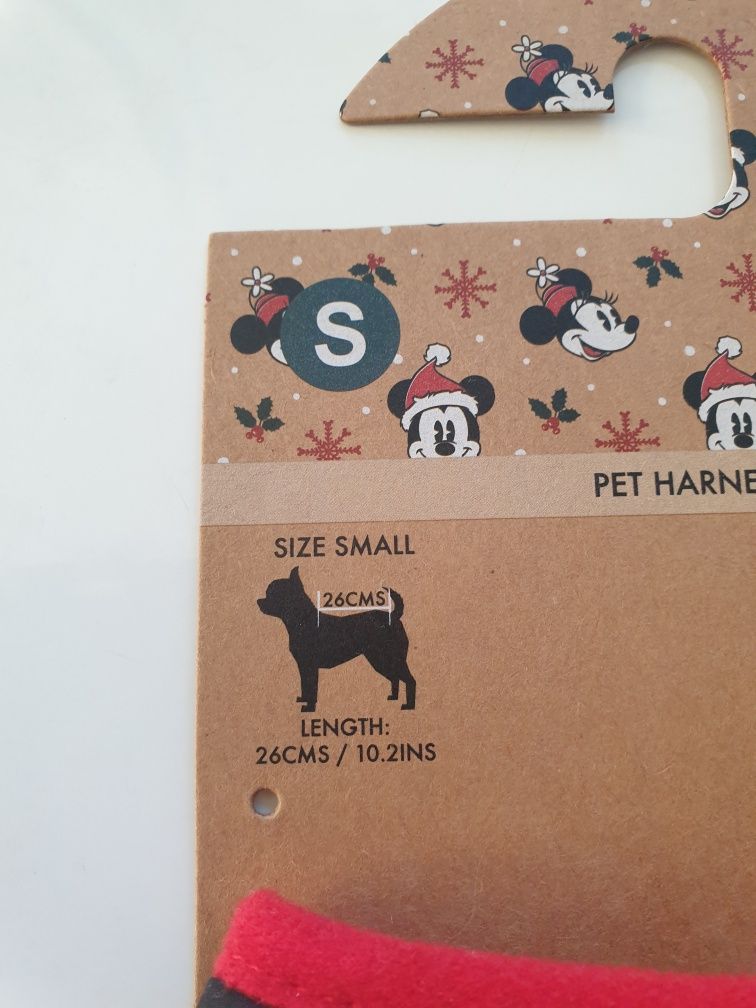 S
PET HARNE
SIZE SMALL
26CMS
LENGTH:
26CMS / 10.2INS